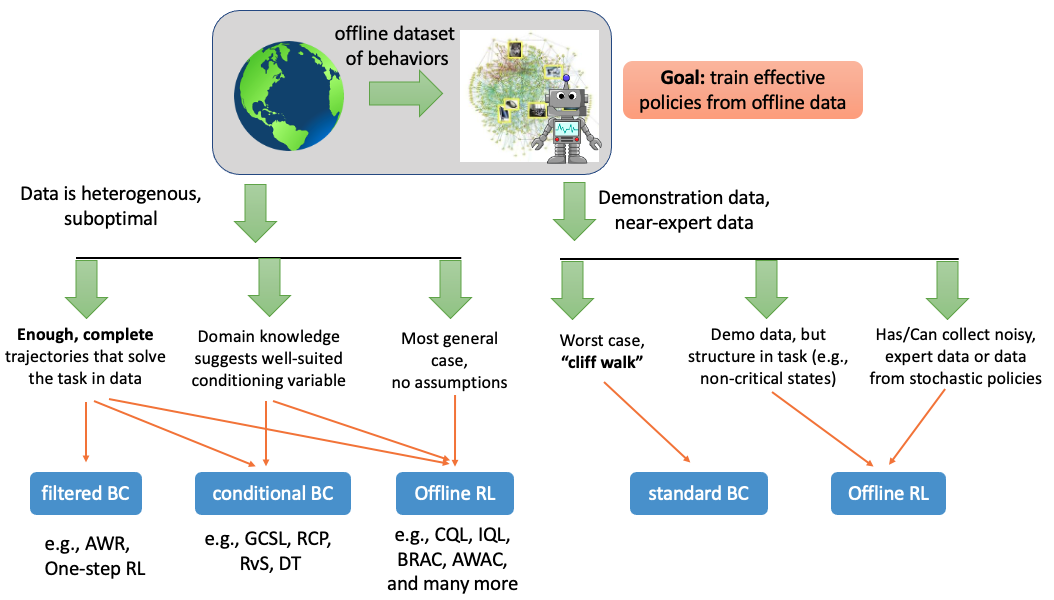 offline dataset
of behaviors
Goal: train effective
policies from offline data
Data is heterogenous,
suboptimal
Demonstration data,
near-expert data
Enough, complete
trajectories that solve
the task in data
Domain knowledge
suggests well-suited
conditioning variable
Most general
case,
no assumptions
Worst case,
“cliff walk”
Demo data, but
structure in task (e.g.,
non-critical states)
Has/Can collect noisy,
expert data or data
from stochastic policies
filtered BC
conditional BC
Offline RL
standard BC
Offline RL
e.g., AWR,
One-step RL
e.g., GCSL, RCP,
RvS, DT
e.g., CQL, IQL,
BRAC, AWAC,
and many more